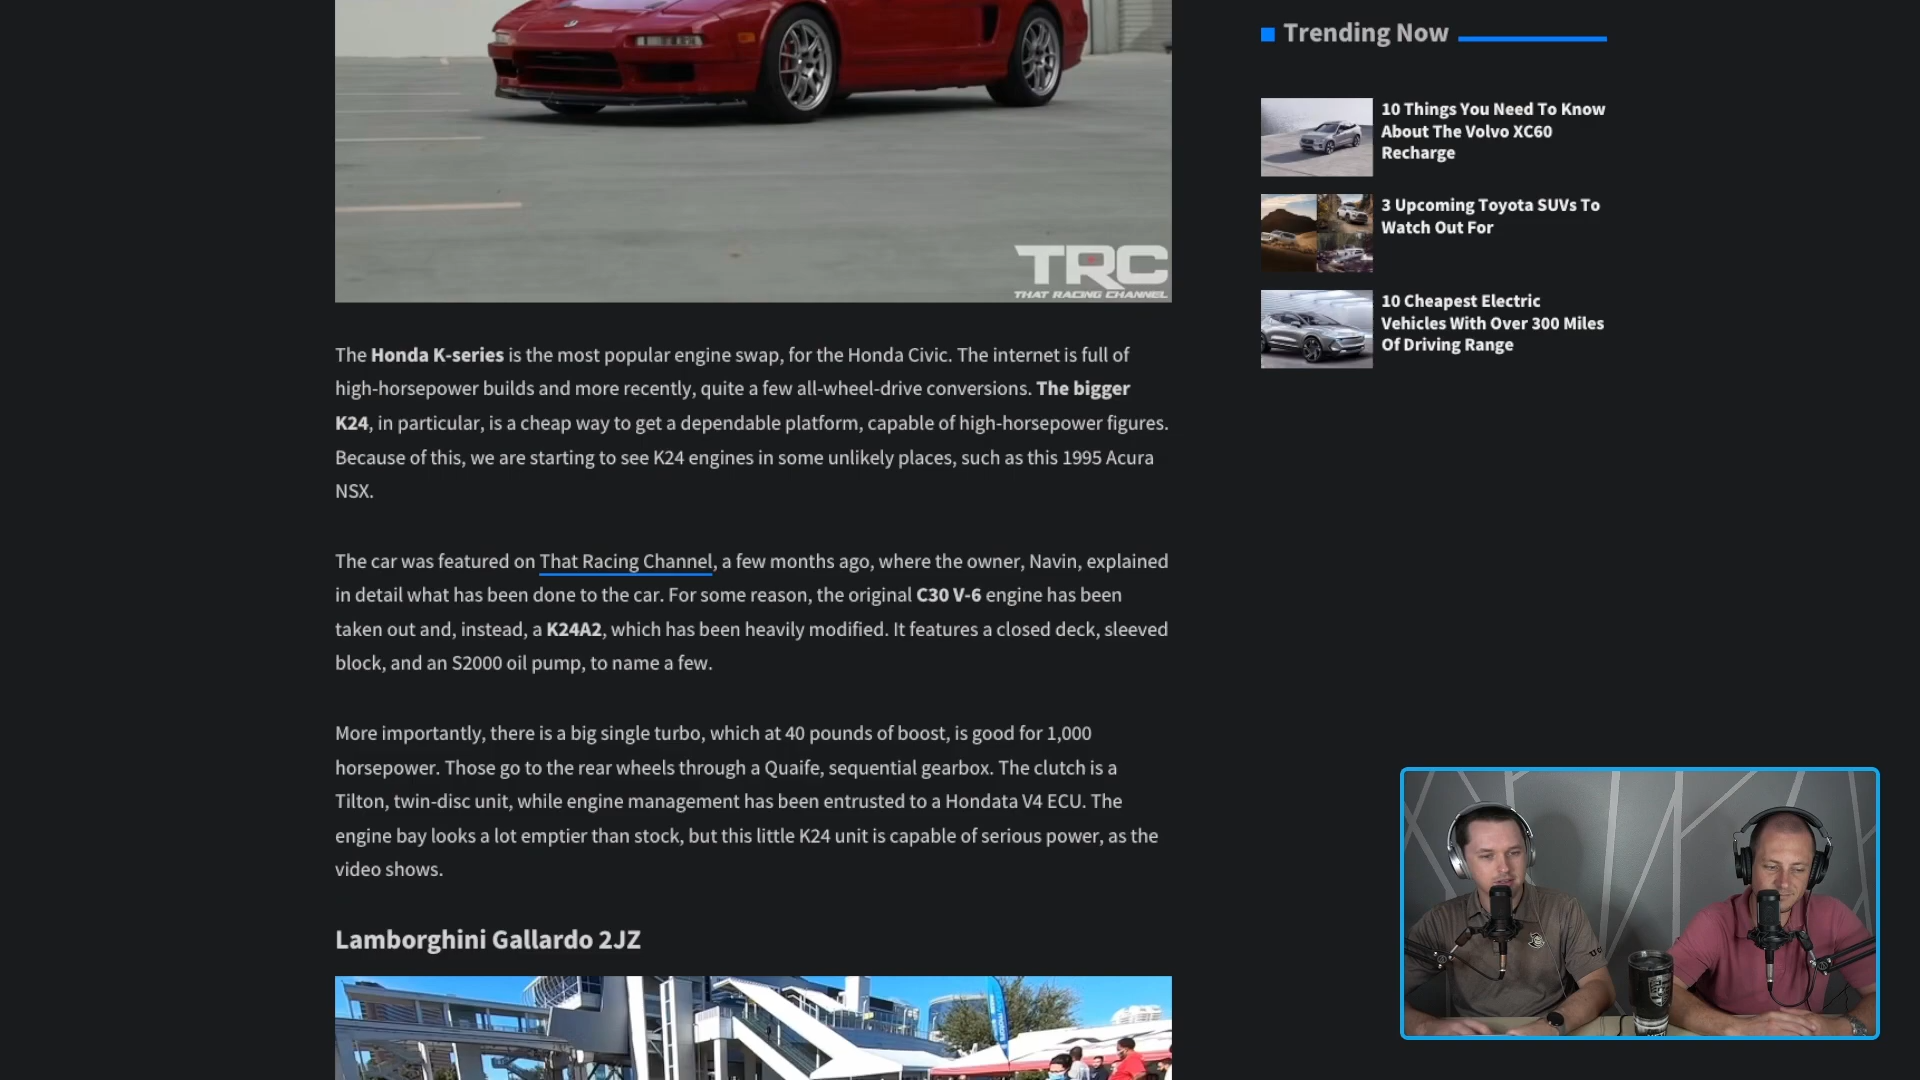 TRC
THAT RACING CHANNEL
The Honda K-series is the most popular engine swap, for the Honda Civic. The internet is full of
high-horsepower builds and more recently, quite a few all-wheel-drive conversions. The bigger
K24, in particular, is a cheap way to get a dependable platform, capable of high-horsepower figures.
Because of this, we are starting to see K24 engines in some unlikely places, such as this 1995 Acura
NSX.
The car was featured on That Racing Channel, a few months ago, where the owner, Navin, explained
in detail what has been done to the car. For some reason, the original C30 V-6 engine has been
taken out and, instead, a K24A2, which has been heavily modified. It features a closed deck, sleeved
block, and an S2000 oil pump, to name a few.
More importantly, there is a big single turbo, which at 40 pounds of boost, is good for 1,000
horsepower. Those go to the rear wheels through a Quaife, sequential gearbox. The clutch is a
Tilton, twin-disc unit, while engine management has been entrusted to a Hondata V4 ECU. The
engine bay looks a lot emptier than stock, but this little K24 unit is capable of serious power, as the
video shows.
Lamborghini Gallardo 2JZ
Trending Now
10 Things You Need To Know
About The Volvo XC60
Recharge
3 Upcoming Toyota SUVs To
Watch Out For
10 Cheapest Electric
Vehicles With Over 300 Miles
Of Driving Range